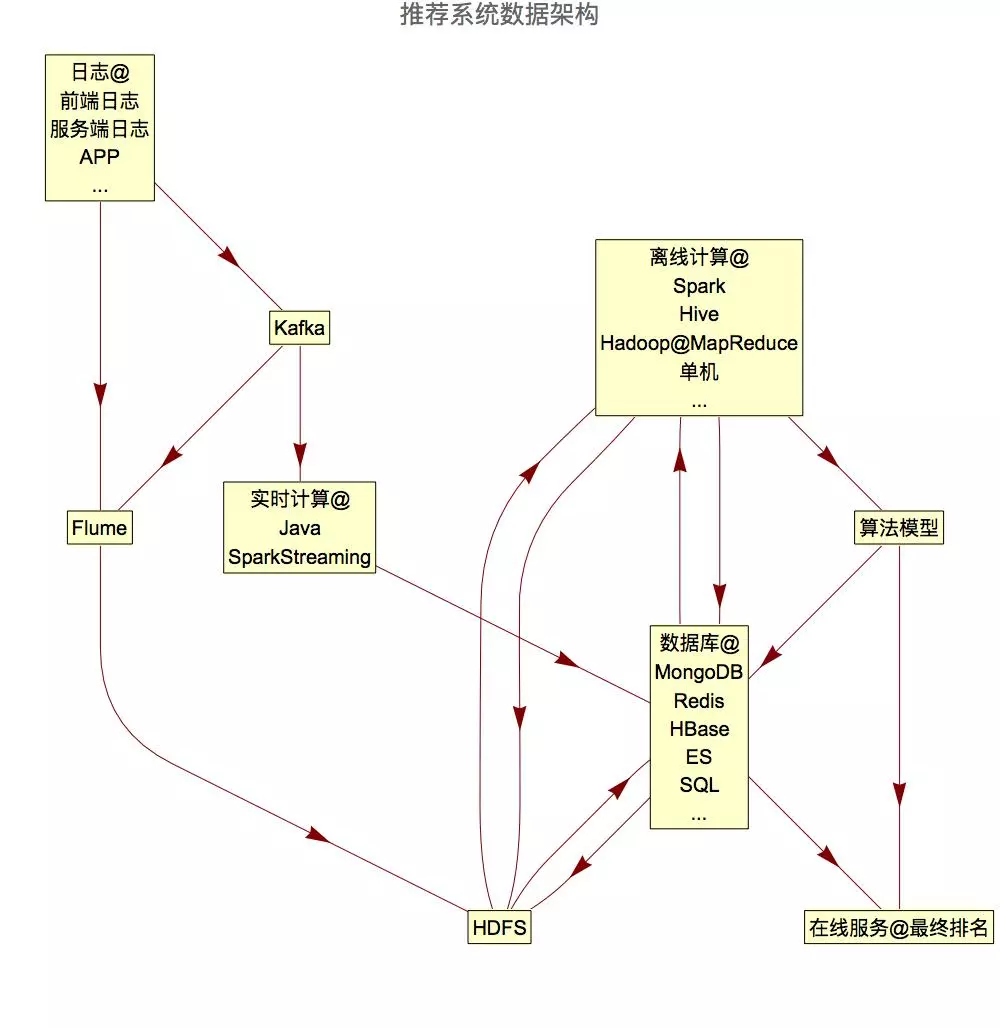 推荐系统数据架构
日志@
前端日志
服务端日志
APP
...
Kafka
离线计算@
Spark
Hive
Hadoop@MapReduce
单机
...
Flume
实时计算@
Java
SparkStreaming
算法模型
数据库@
MongoDB
Redis
HBase
ES
SQL
...
HDFS
在线服务@最终排名